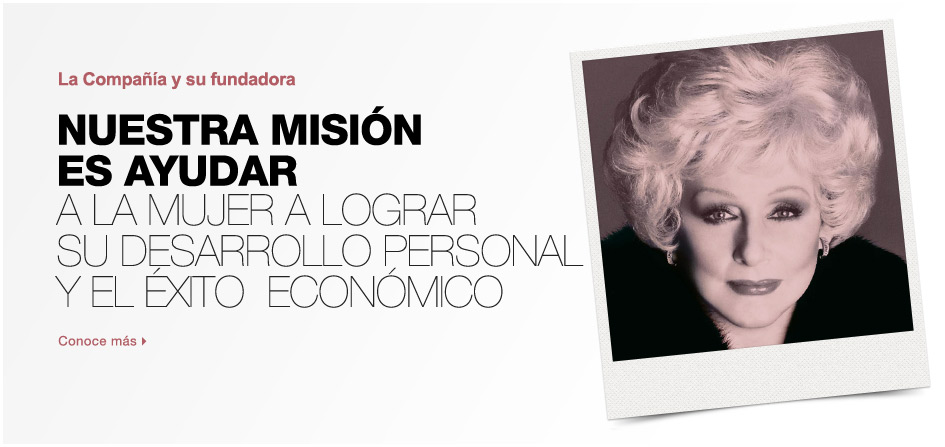 La Compañía y su fundadora
NUESTRA MISIÓN
ES AYUDAR
A LA MUJER A LOGRAR
SU DESARROLLO PERSONAL
Y EL ÉXITO ECONÓMICO
Conoce más